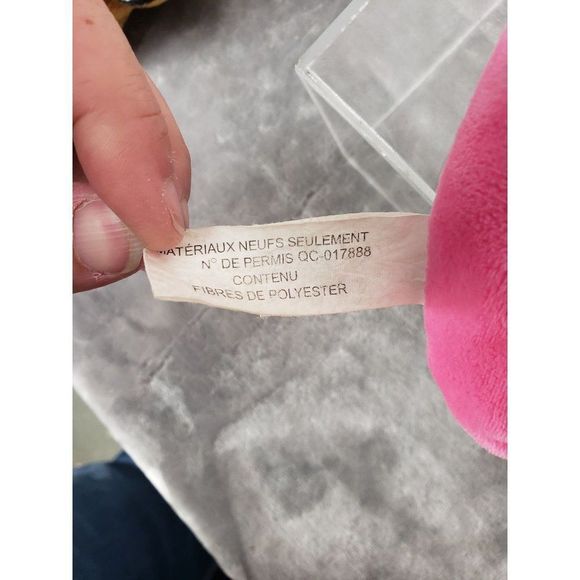 MATÉRIAUX NEUFS SEULEMENT
N° DE PERMIS QC-017888
CONTENU
FIBRES DE POLYESTER